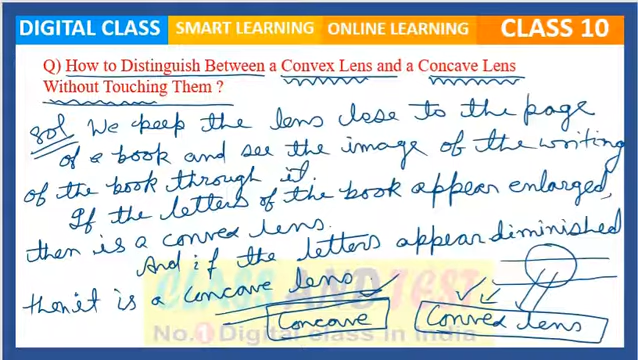 DIGITAL CLASS SMART LEARNING ONLINE LEARNING CLASS 10
Q) How to Distinguish Between a Convex Lens and a Concave Lens
Without Touching Them ?
Sol We keep the lens close to the page
of a book and see the image of the writing
of the book through it.
If the letters of the book appear enlarged,
then is a convex lens.
And if the letters appear diminished
then it is a concave lens
Concave Convex lens
CLASS AND TEST
No.1 Digital class in India